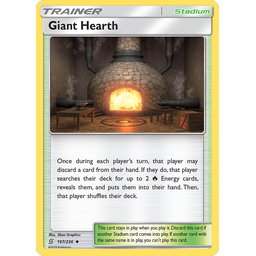 TRAINER Stadium
Giant Hearth
Once during each player's turn, that player may
discard a card from their hand. If they do, that player
searches their deck for up to 2 Energy cards,
reveals them, and puts them into their hand. Then,
that player shuffles their deck.
Illus. Skan Graphics
197/236
This card stays in play when you play it. Discard this card if
another Stadium card comes into play. If another card with
the same name is in play, you can't play this card.